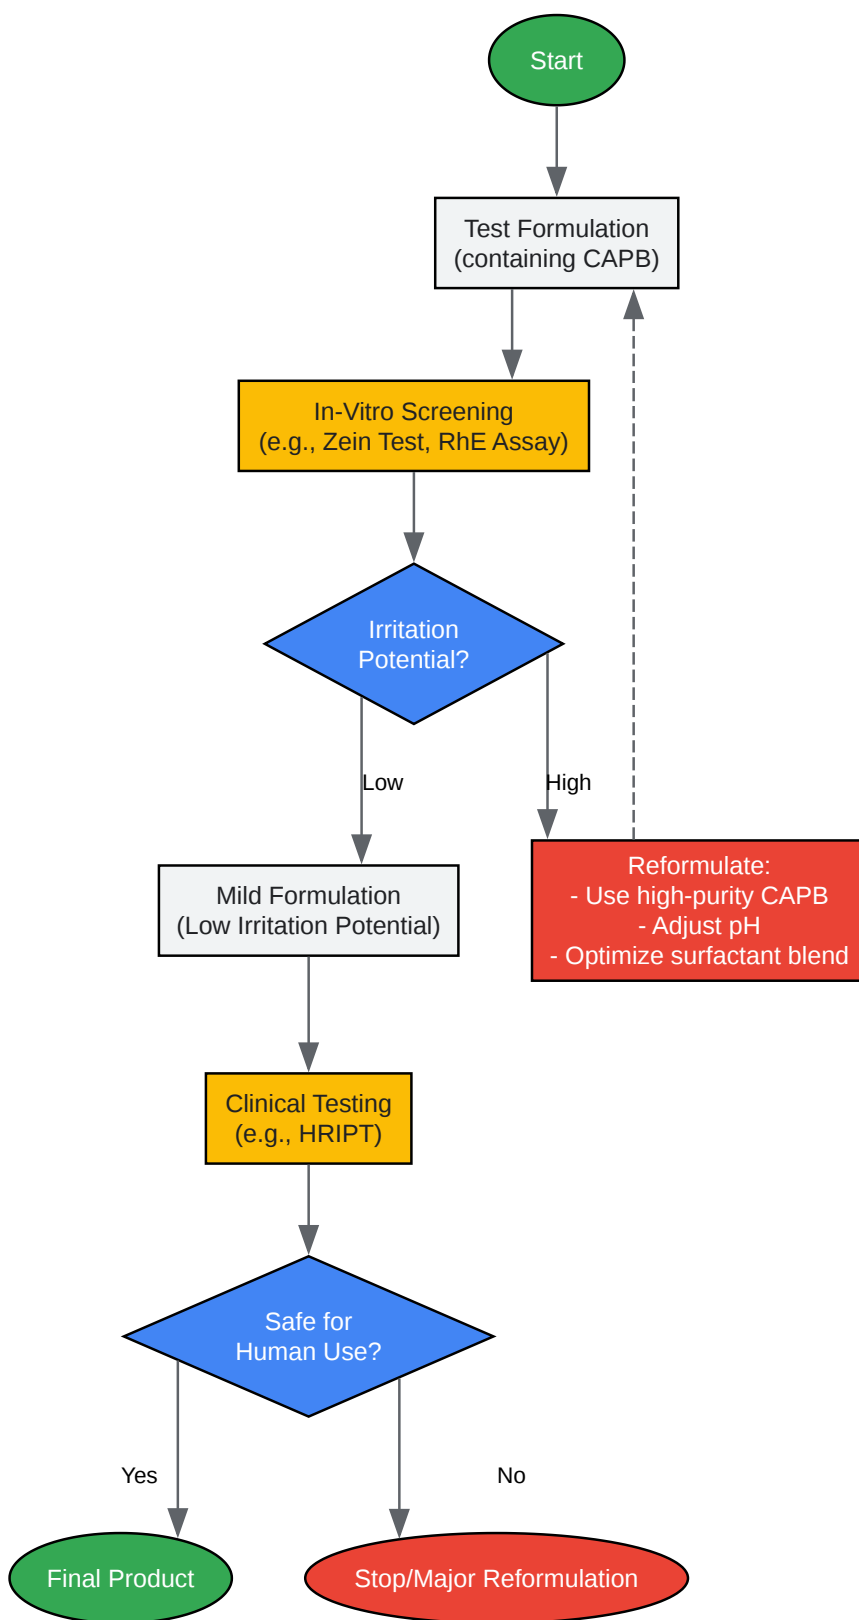 Start
Test Formulation
(containing CAPB)
In-Vitro Screening
(e.g., Zein Test, RhE Assay)
Irritation
Potential?
Low
High
Mild Formulation
(Low Irritation Potential)
Reformulate:
- Use high-purity CAPB
- Adjust pH
- Optimize surfactant blend
Clinical Testing
(e.g., HRIPT)
Safe for
Human Use?
Yes
No
Final Product
Stop/Major Reformulation